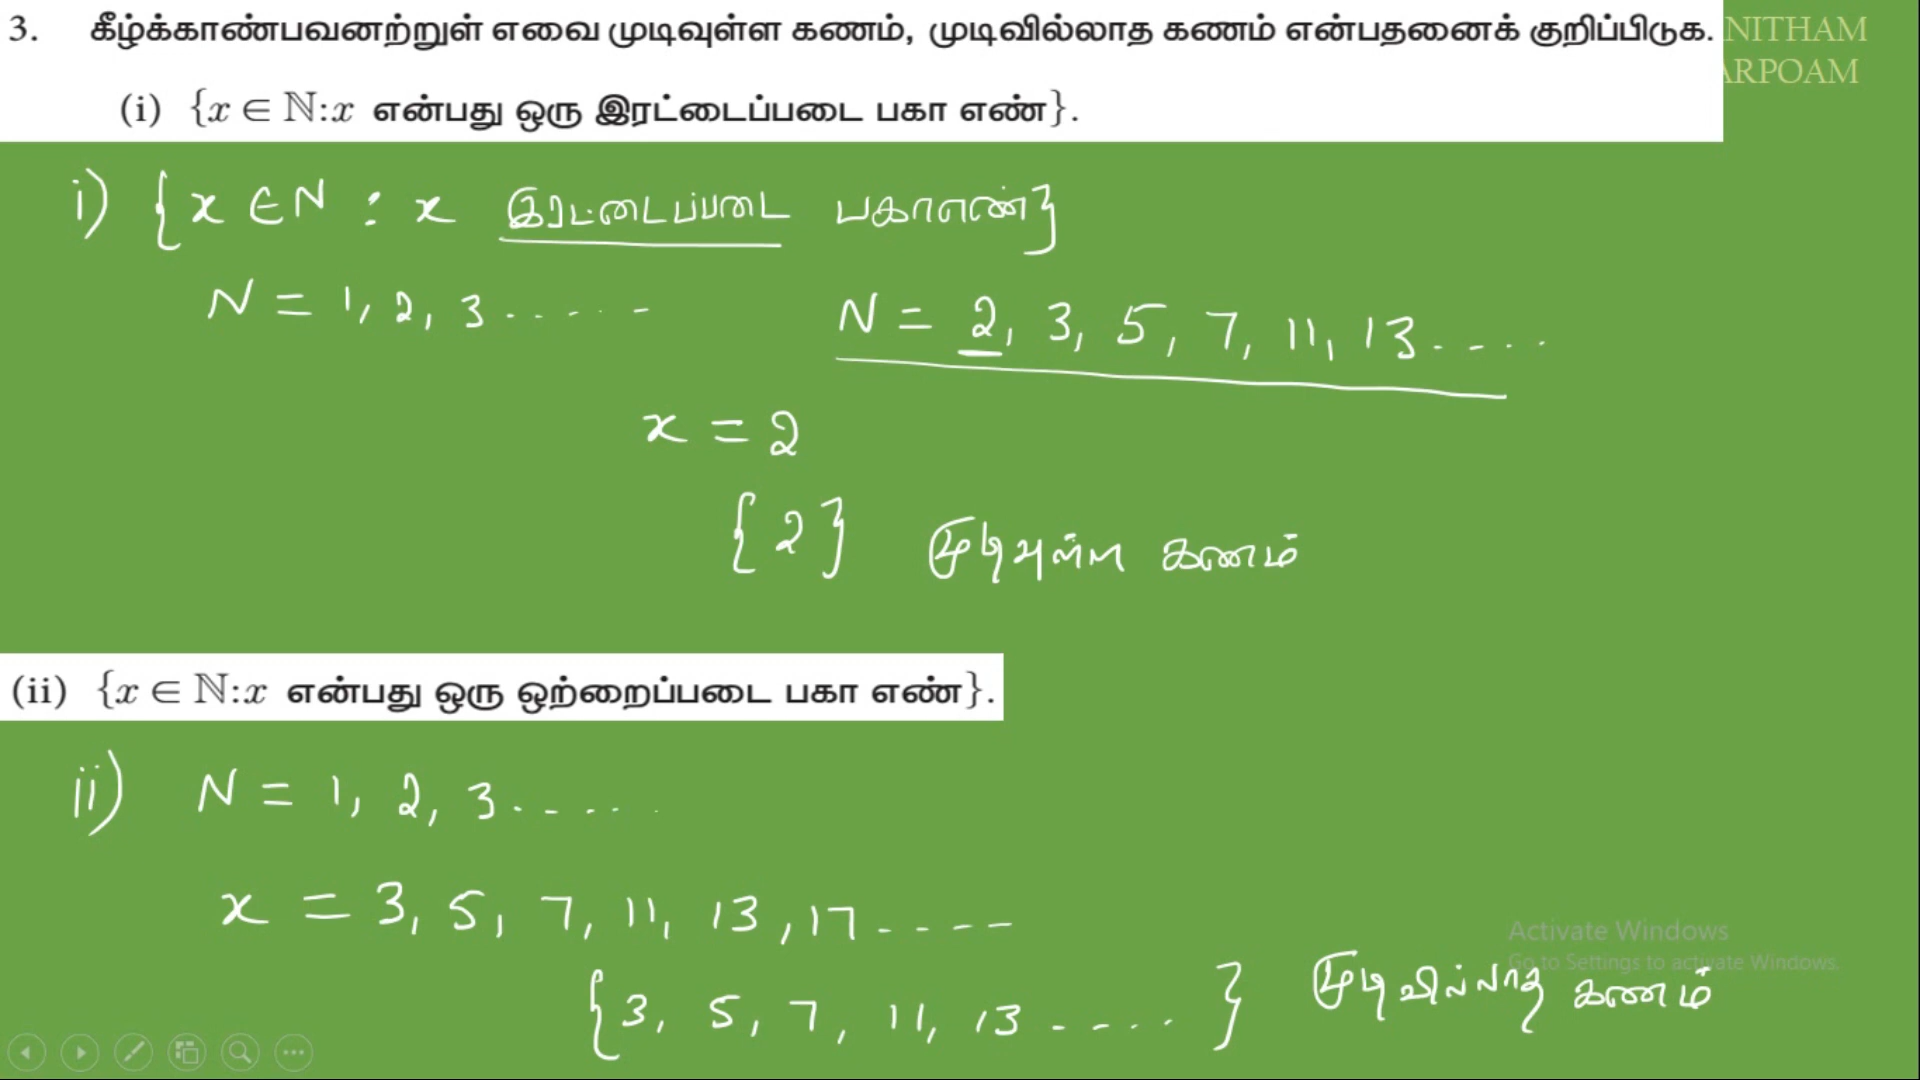 3. கீழ்க்காண்பவனற்றுள் எவை முடிவுள்ள கணம், முடிவில்லாத கணம் என்பதனைக் குறிப்பிடுக.
NITHAM
ARPOAM
(i) {x ∈ ℕ:x என்பது ஒரு இரட்டைப்படை பகா எண்}.
i) {x ∈ N : x இரட்டைப்படை பகாஎண்}
N = 1, 2, 3 ......
N = 2, 3, 5, 7, 11, 13 ....
x = 2
{2} முடிவுள்ள கணம்
(ii) {x ∈ ℕ:x என்பது ஒரு ஒற்றைப்படை பகா எண்}.
ii) N = 1, 2, 3 ......
x = 3, 5, 7, 11, 13, 17 -----
{3, 5, 7, 11, 13 ..... } முடிவில்லாத கணம்
Activate Windows
Go to Settings to activate Windows.